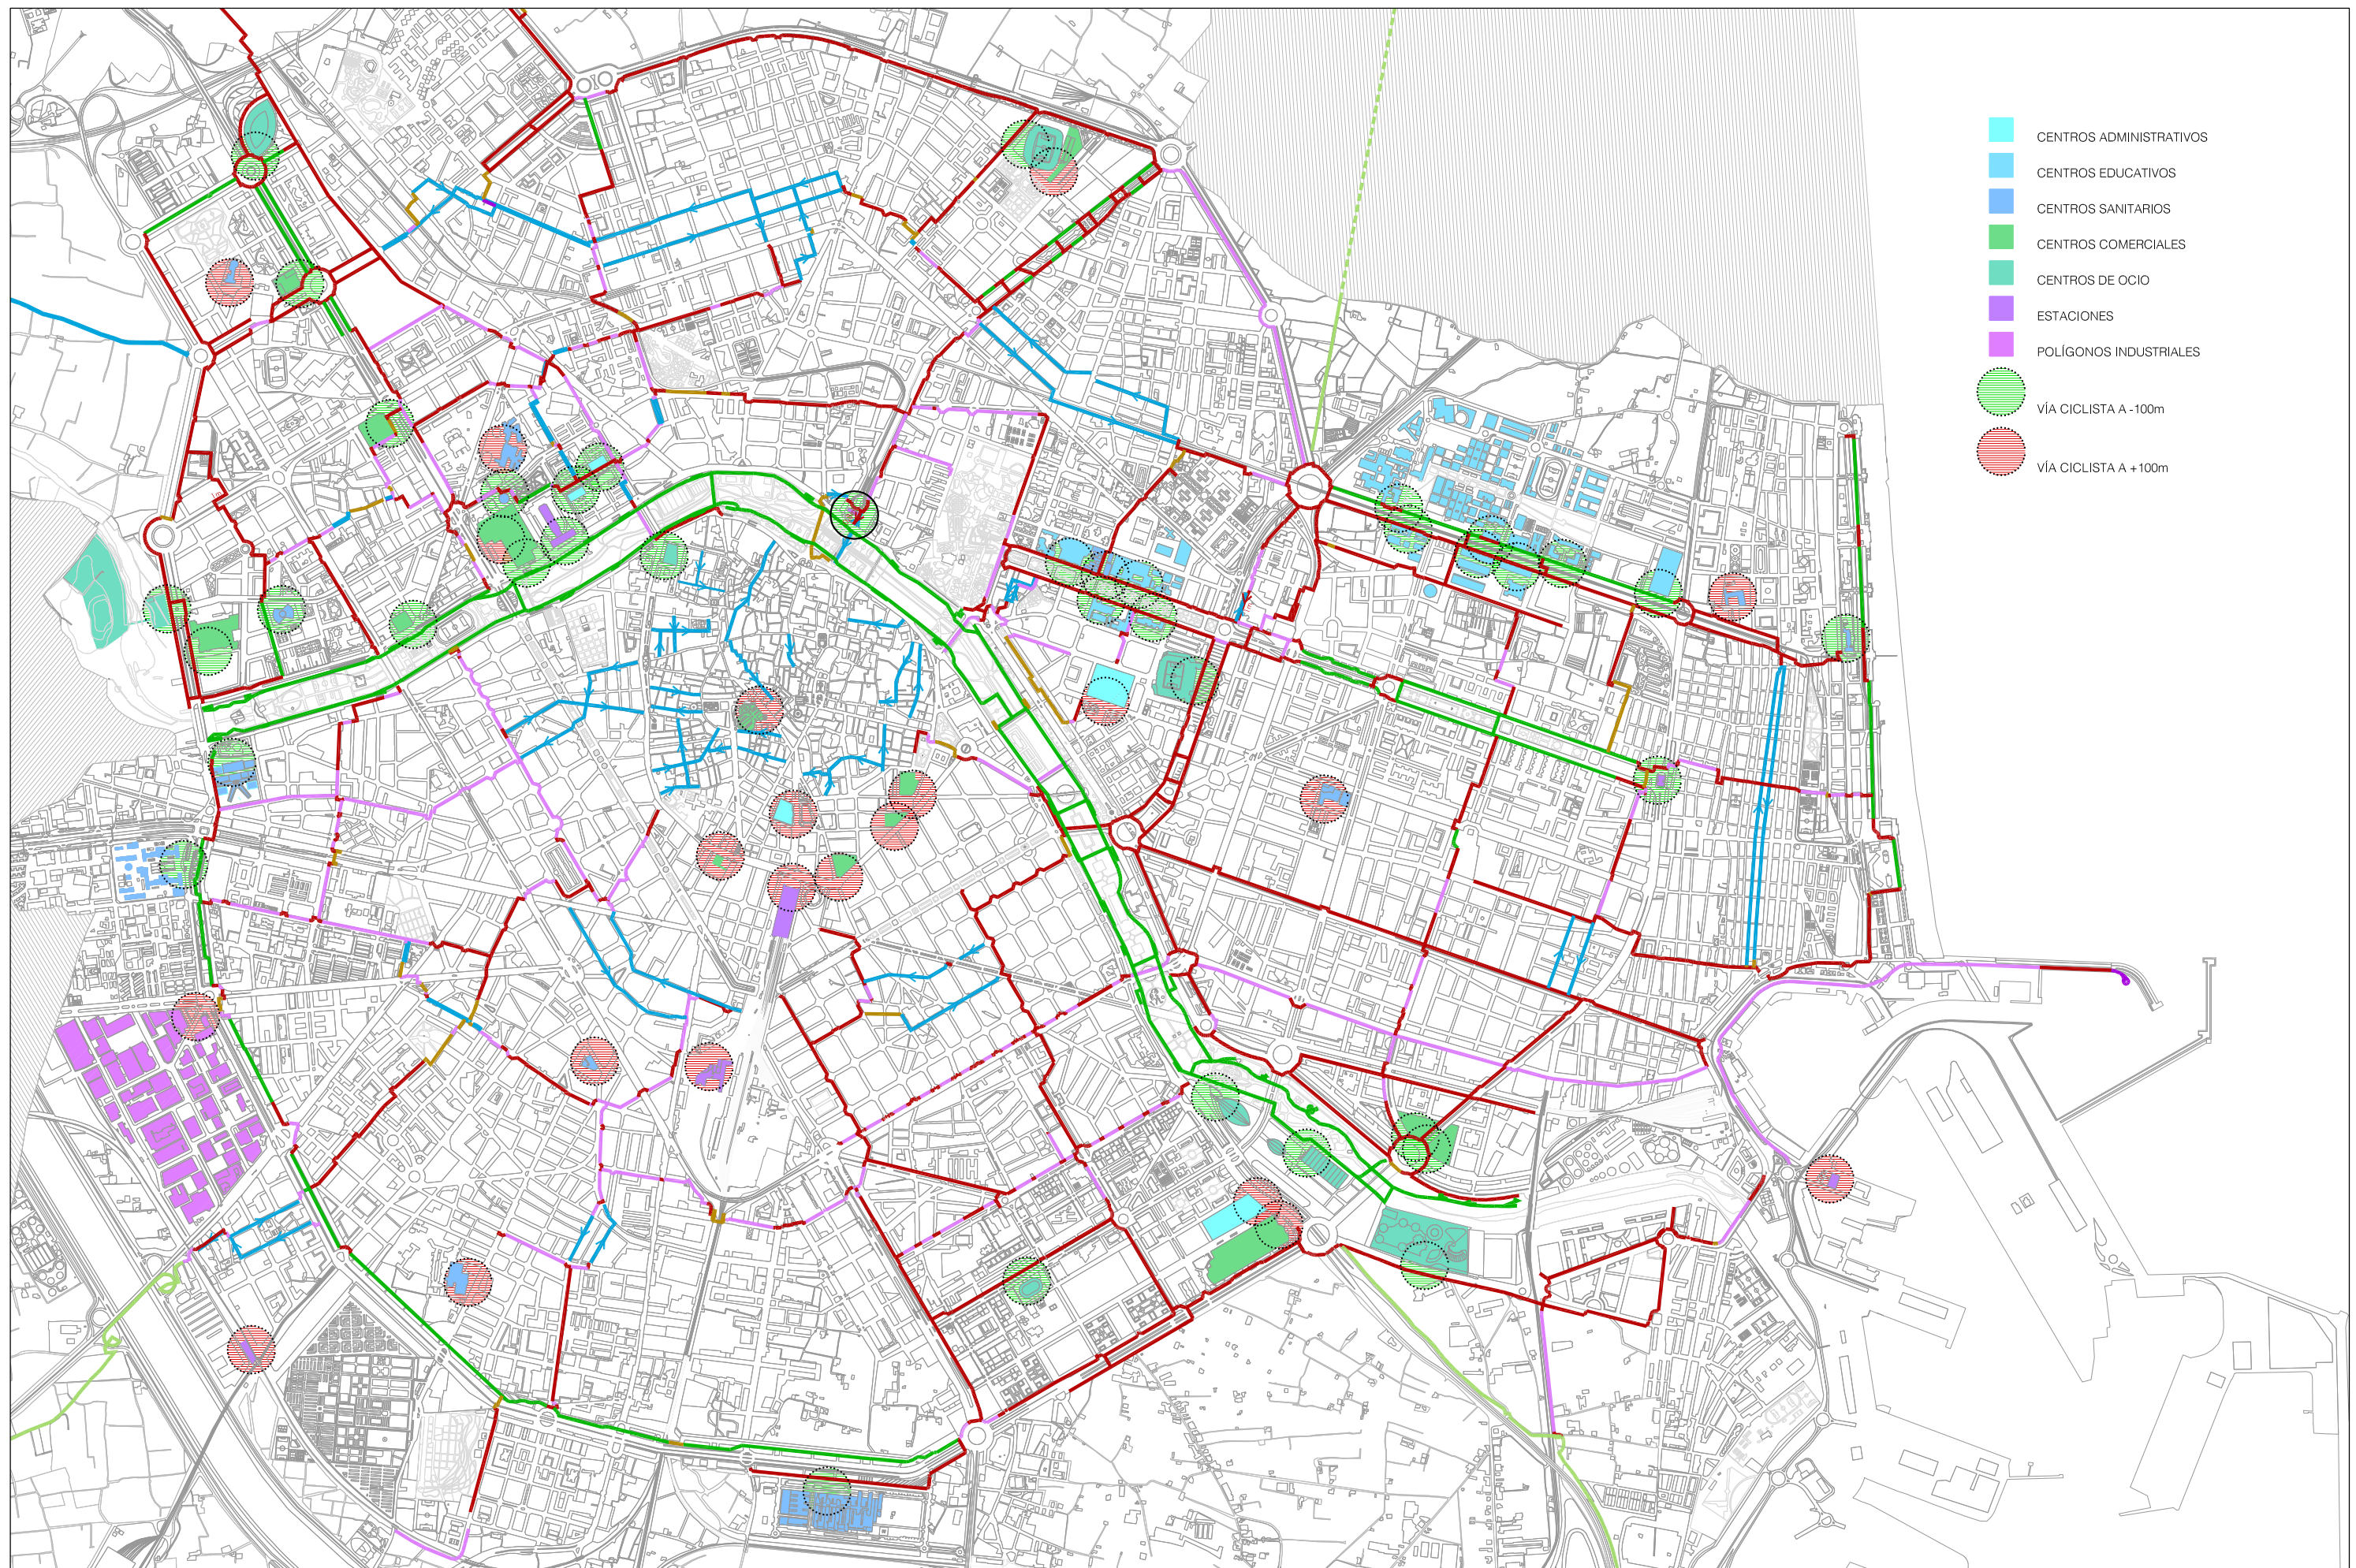 CENTROS ADMINISTRATIVOS
CENTROS EDUCATIVOS
CENTROS SANITARIOS
CENTROS COMERCIALES
CENTROS DE OCIO
ESTACIONES
POLÍGONOS INDUSTRIALES
VÍA CICLISTA A -100m
VÍA CICLISTA A +100m